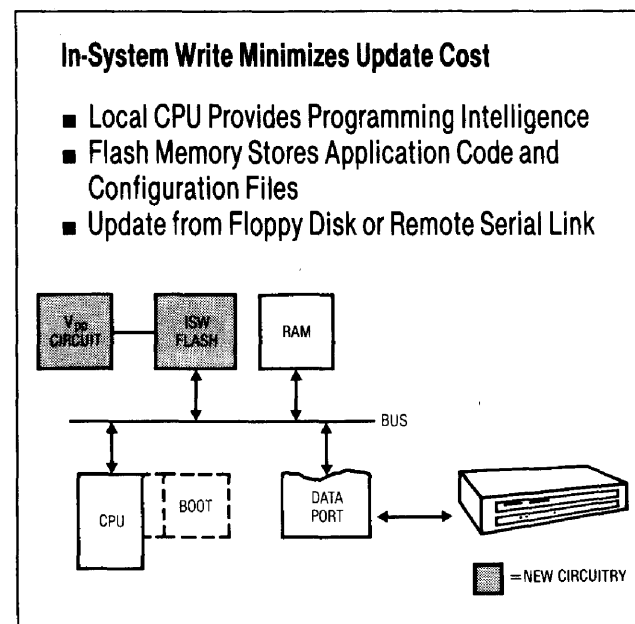 In-System Write Minimizes Update Cost
■ Local CPU Provides Programming Intelligence
■ Flash Memory Stores Application Code and
Configuration Files
■ Update from Floppy Disk or Remote Serial Link
Vpp
CIRCUIT
ISW
FLASH
RAM
BUS
CPU
BOOT
DATA
PORT
= NEW CIRCUITRY